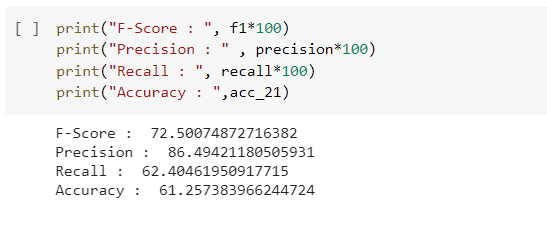 [ ] print("F-Score : ", f1*100)
print("Precision : " , precision*100)
print("Recall : ", recall*100)
print("Accuracy : ",acc_21)
F-Score :  72.50074872716382
Precision :  86.49421180505931
Recall :  62.40461950917715
Accuracy :  61.257383966244724